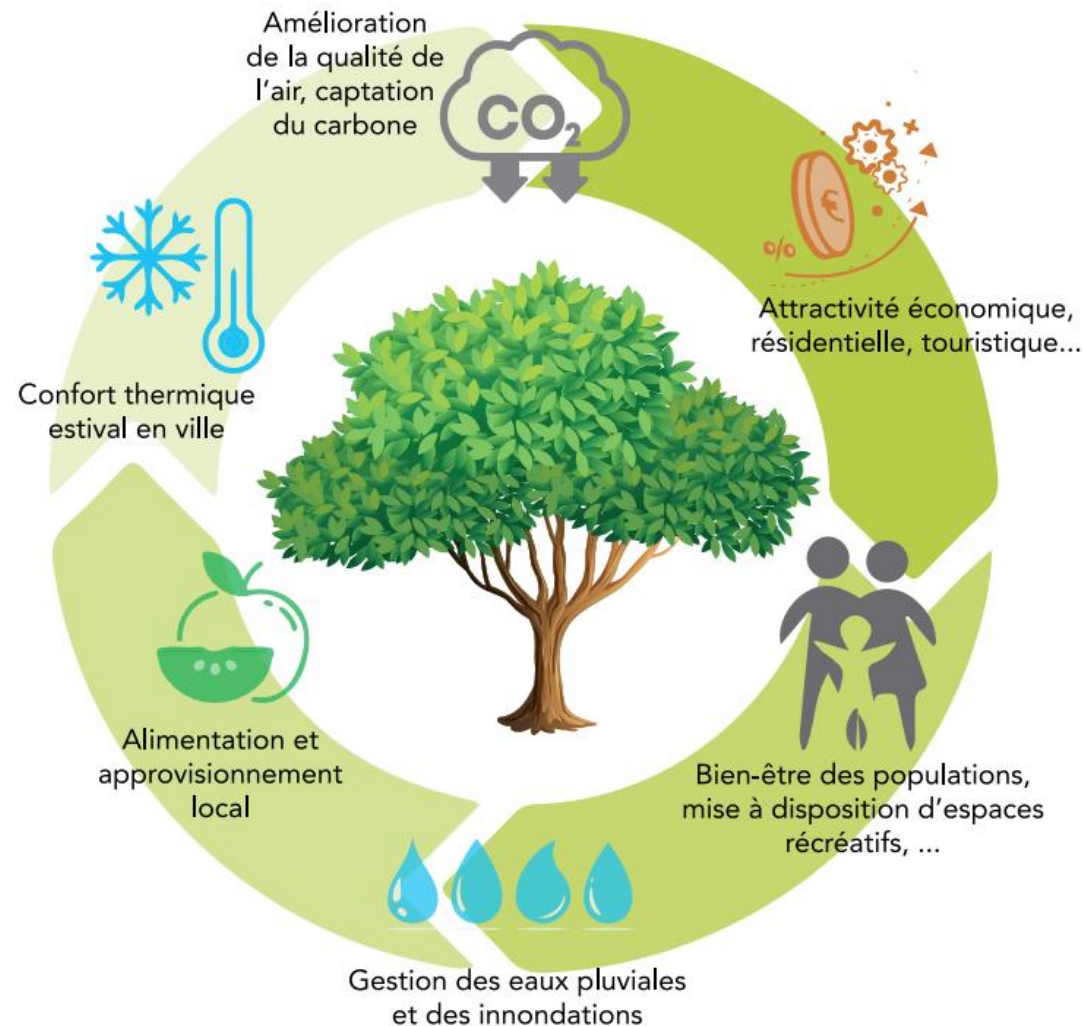 Amélioration
de la qualité de
l'air, captation
du carbone
CO2
%
€
Attractivité économique,
résidentielle, touristique...
Confort thermique
estival en ville
Alimentation et
approvisionnement
local
Bien-être des populations,
mise à disposition d'espaces
récréatifs, ...
Gestion des eaux pluviales
et des innondations